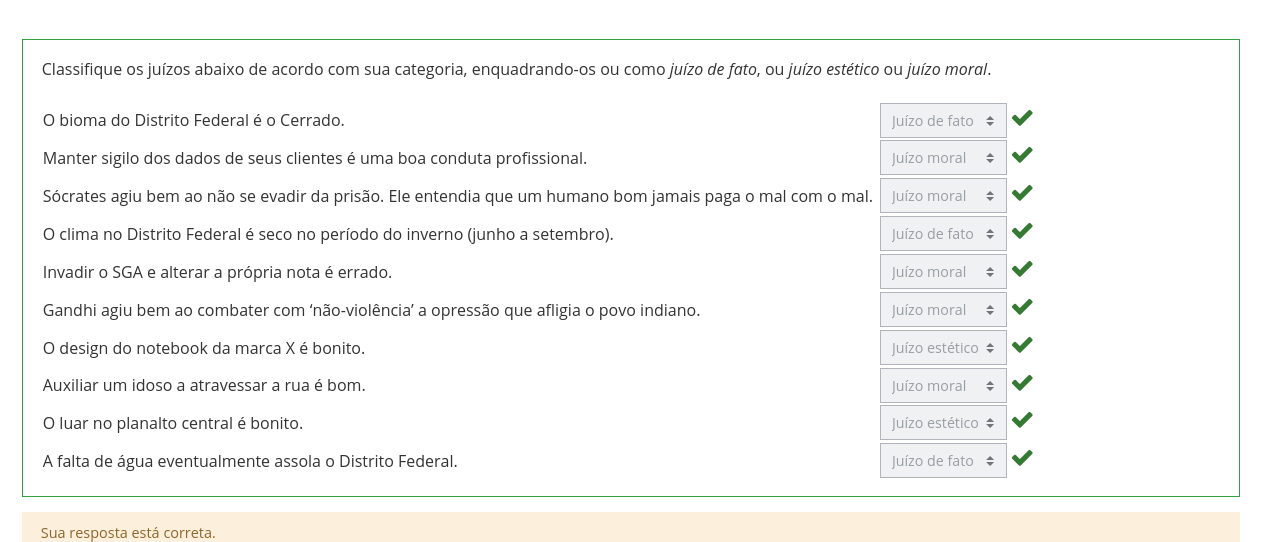 Classifique os juízos abaixo de acordo com sua categoria, enquadrando-os ou como juízo de fato, ou juízo estético ou juízo moral.
O bioma do Distrito Federal é o Cerrado. Juízo de fato
Manter sigilo dos dados de seus clientes é uma boa conduta profissional. Juízo moral
Sócrates agiu bem ao não se evadir da prisão. Ele entendia que um humano bom jamais paga o mal com o mal. Juízo moral
O clima no Distrito Federal é seco no período do inverno (junho a setembro). Juízo de fato
Invadir o SGA e alterar a própria nota é errado. Juízo moral
Gandhi agiu bem ao combater com ‘não-violência’ a opressão que afligia o povo indiano. Juízo moral
O design do notebook da marca X é bonito. Juízo estético
Auxiliar um idoso a atravessar a rua é bom. Juízo moral
O luar no planalto central é bonito. Juízo estético
A falta de água eventualmente assola o Distrito Federal. Juízo de fato
Sua resposta está correta.